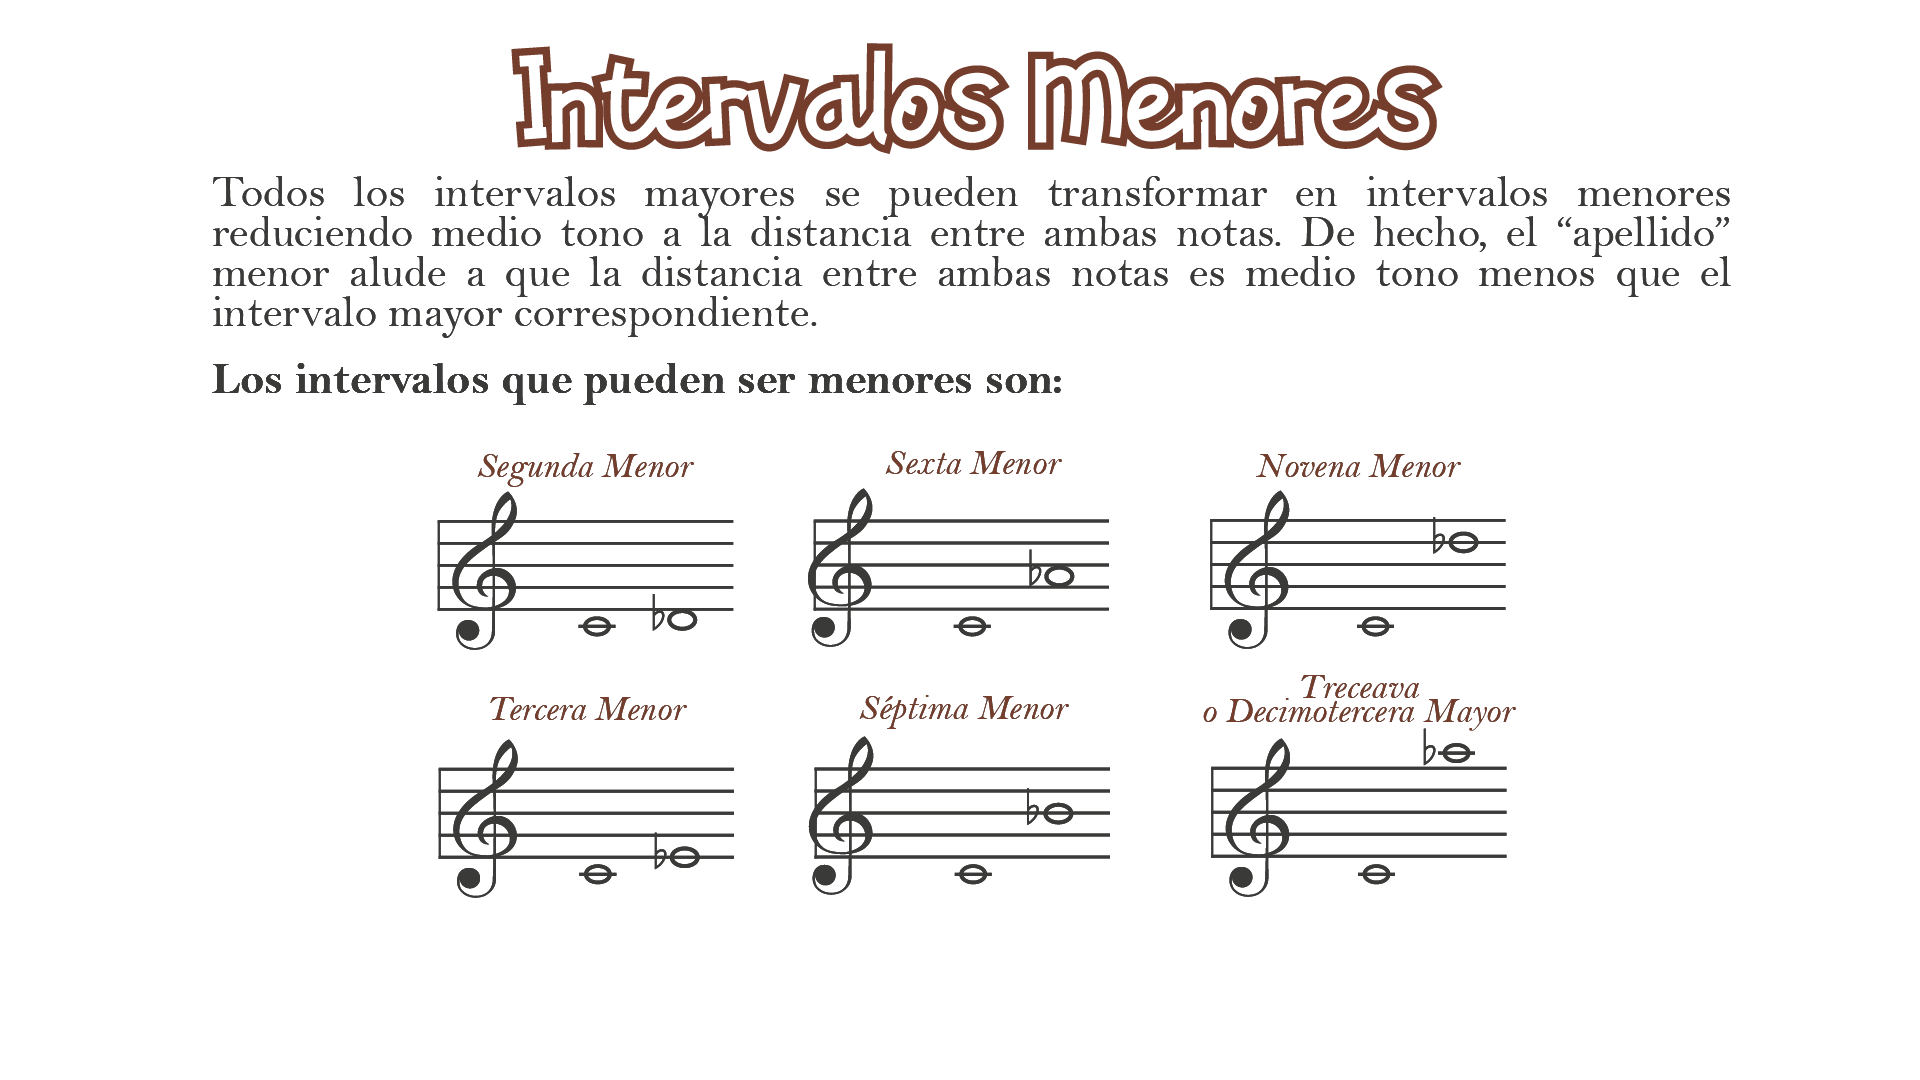 Intervalos Menores
Todos los intervalos mayores se pueden transformar en intervalos menores
reduciendo medio tono a la distancia entre ambas notas. De hecho, el “apellido”
menor alude a que la distancia entre ambas notas es medio tono menos que el
intervalo mayor correspondiente.
Los intervalos que pueden ser menores son:
Segunda Menor
Sexta Menor
Novena Menor
Tercera Menor
Séptima Menor
Treceava
o Decimotercera Mayor